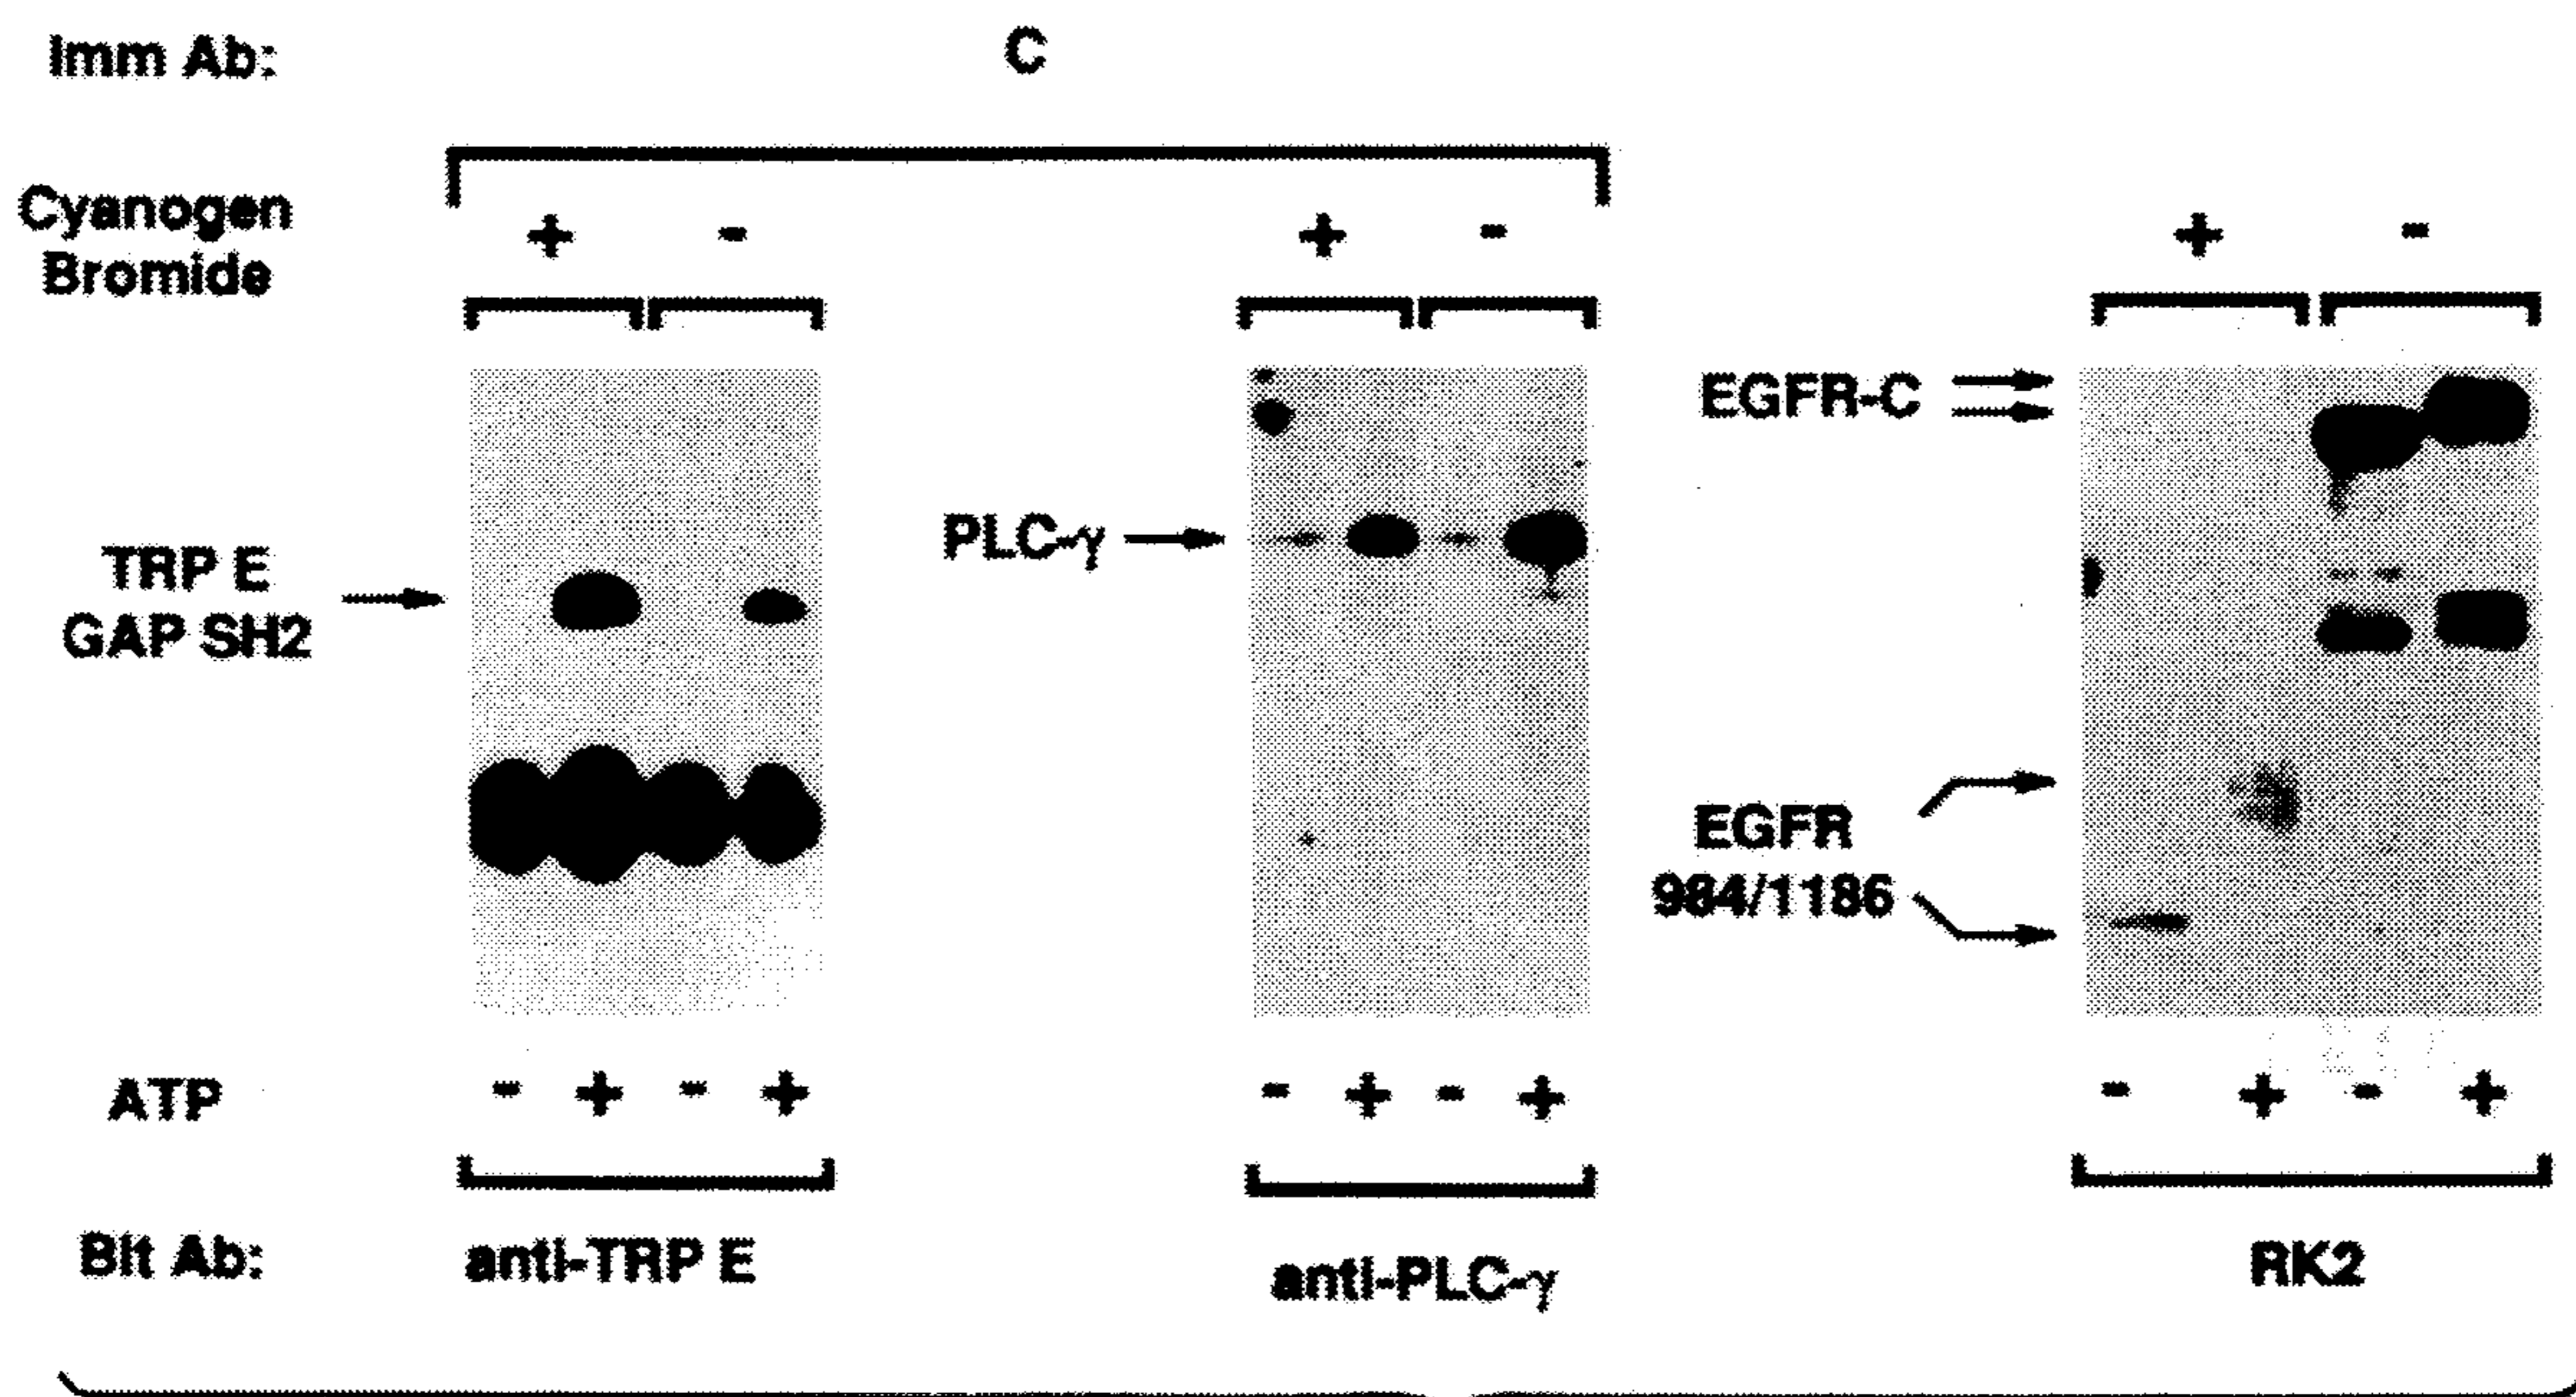 Imm Ab: C
Cyanogen Bromide
+ - + - + -
EGFR-C
PLC-γ
TRP E
GAP SH2
EGFR
984/1186
ATP - + - + - + - + - + - +
Blt Ab: anti-TRP E anti-PLC-γ RK2